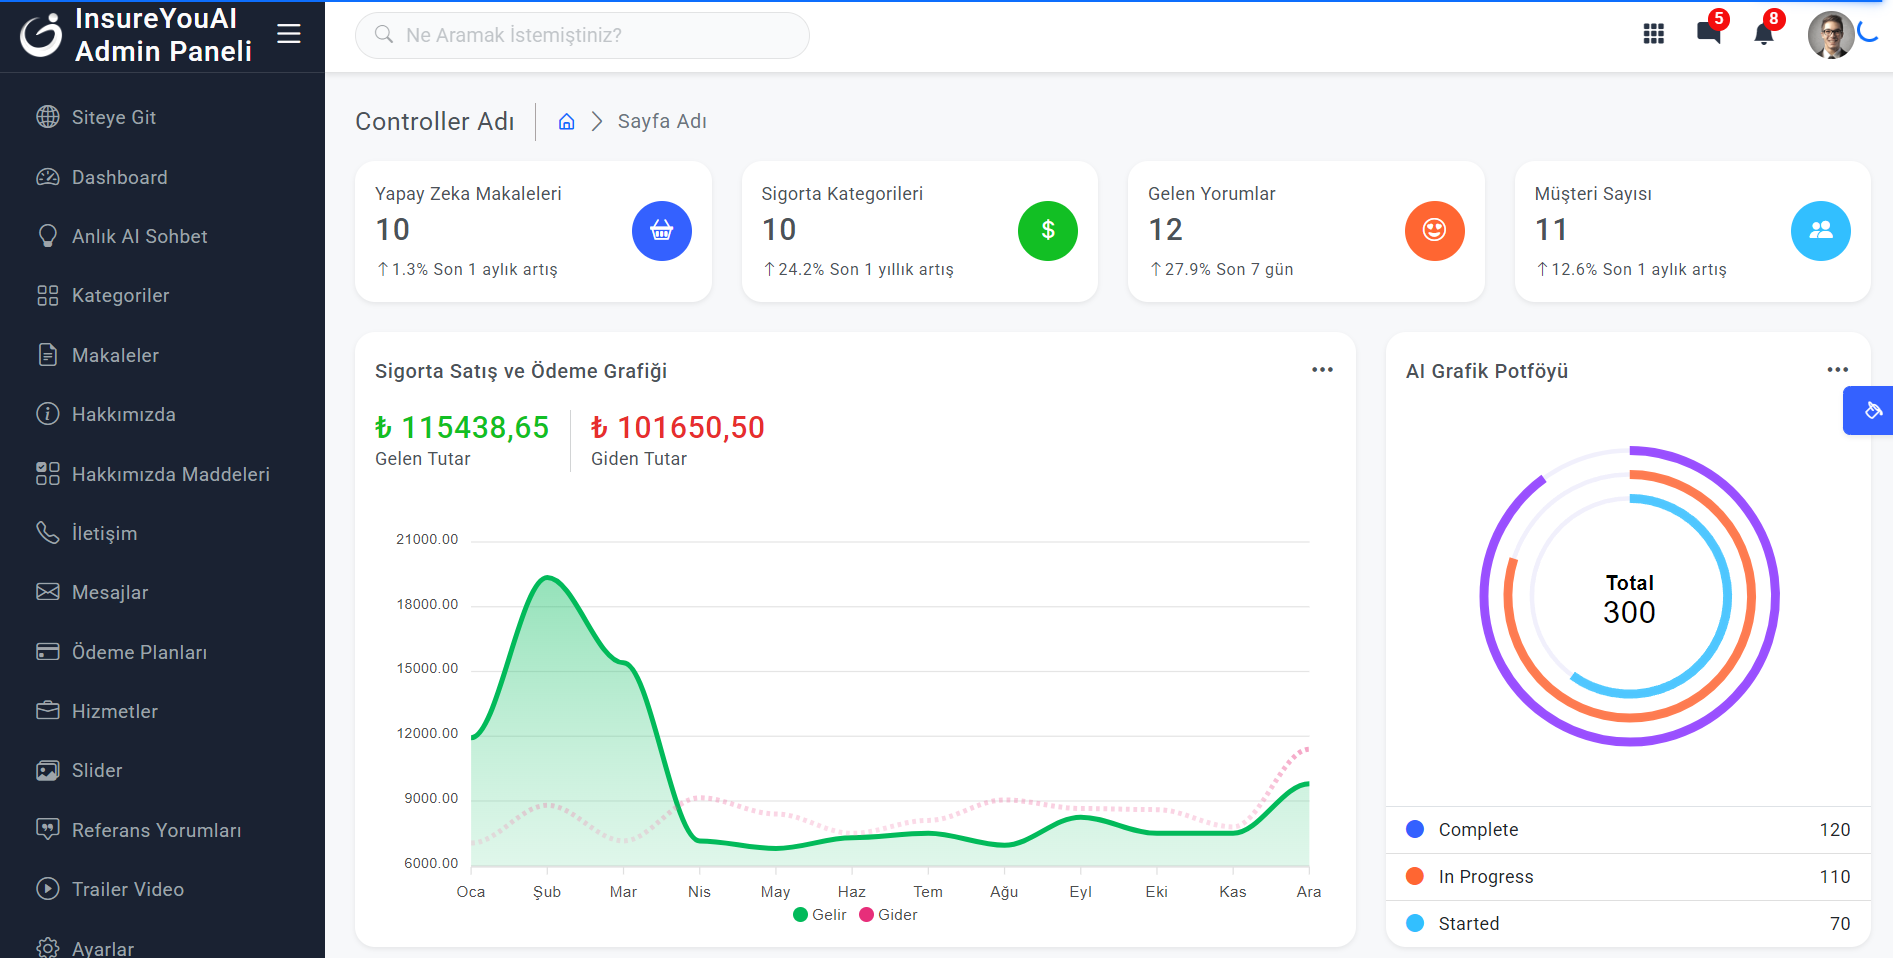 InsureYouAI
Admin Paneli
Ne Aramak İstemiştiniz?
5
8
Siteye Git
Dashboard
Anlık AI Sohbet
Kategoriler
Makaleler
Hakkımızda
Hakkımızda Maddeleri
İletişim
Mesajlar
Ödeme Planları
Hizmetler
Slider
Referans Yorumları
Trailer Video
Ayarlar
Controller Adı
Sayfa Adı
Yapay Zeka Makaleleri
10
↑1.3% Son 1 aylık artış
Sigorta Kategorileri
10
↑24.2% Son 1 yıllık artış
$
Gelen Yorumlar
12
↑27.9% Son 7 gün
Müşteri Sayısı
11
↑12.6% Son 1 aylık artış
Sigorta Satış ve Ödeme Grafiği
₺ 115438,65
Gelen Tutar
₺ 101650,50
Giden Tutar
21000.00
18000.00
15000.00
12000.00
9000.00
6000.00
Oca Şub Mar Nis May Haz Tem Ağu Eyl Eki Kas Ara
Gelir Gider
AI Grafik Potföyü
Total
300
Complete 120
In Progress 110
Started 70